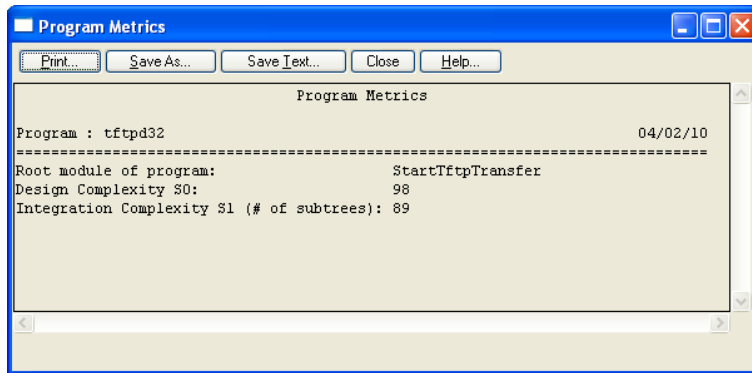 Program Metrics
Print... Save As... Save Text... Close Help...
Program Metrics
Program : tftpd32 04/02/10
================================================================================
Root module of program: StartTftpTransfer
Design Complexity S0: 98
Integration Complexity S1 (# of subtrees): 89